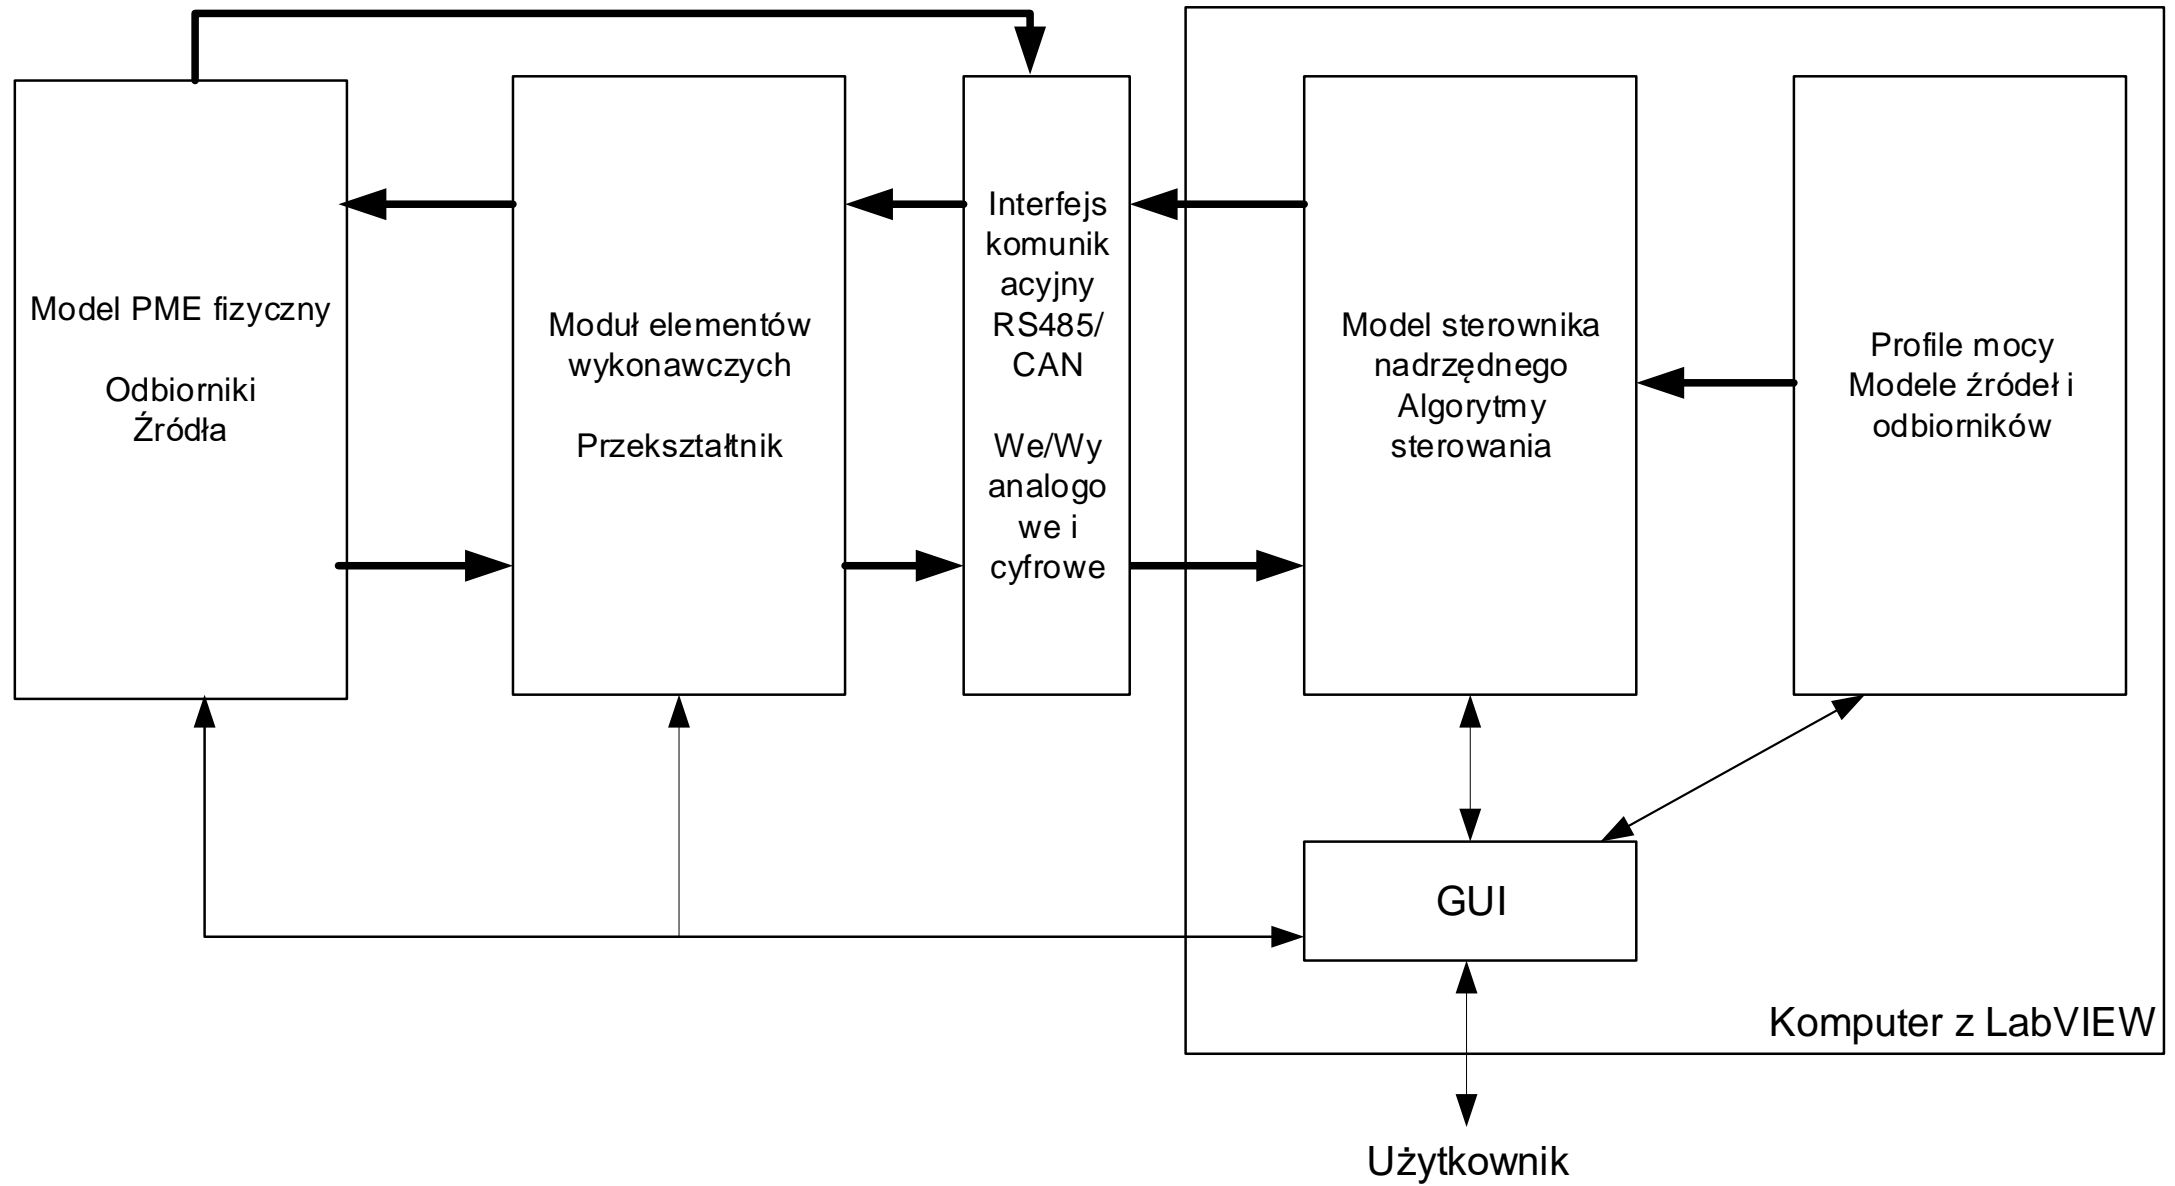 Model PME fizyczny
Odbiorniki
Źródła
Moduł elementów
wykonawczych
Przekształtnik
Interfejs
komunik
acyjny
RS485/
CAN
We/Wy
analogo
we i
cyfrowe
Model sterownika
nadrzędnego
Algorytmy
sterowania
Profile mocy
Modele źródeł i
odbiorników
GUI
Komputer z LabVIEW
Użytkownik